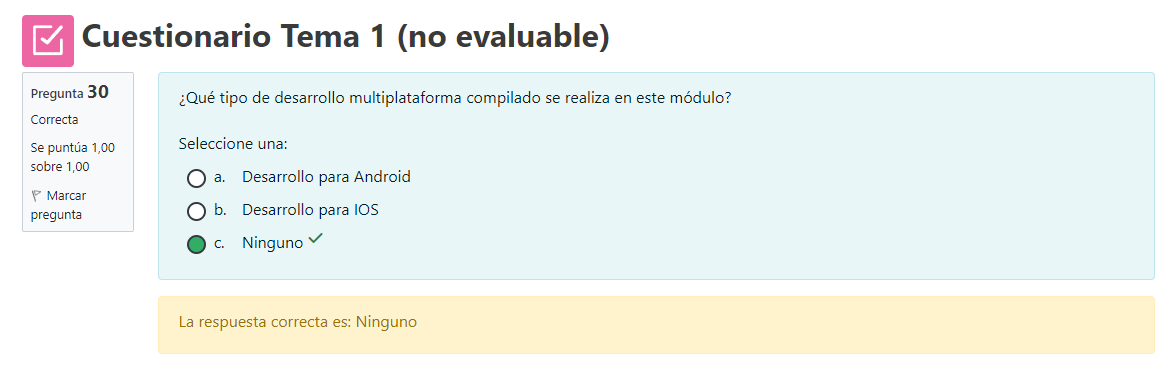 Cuestionario Tema 1 (no evaluable)
Pregunta 30
Correcta
Se puntúa 1,00
sobre 1,00
Marcar
pregunta
¿Qué tipo de desarrollo multiplataforma compilado se realiza en este módulo?
Seleccione una:
a. Desarrollo para Android
b. Desarrollo para IOS
c. Ninguno
La respuesta correcta es: Ninguno